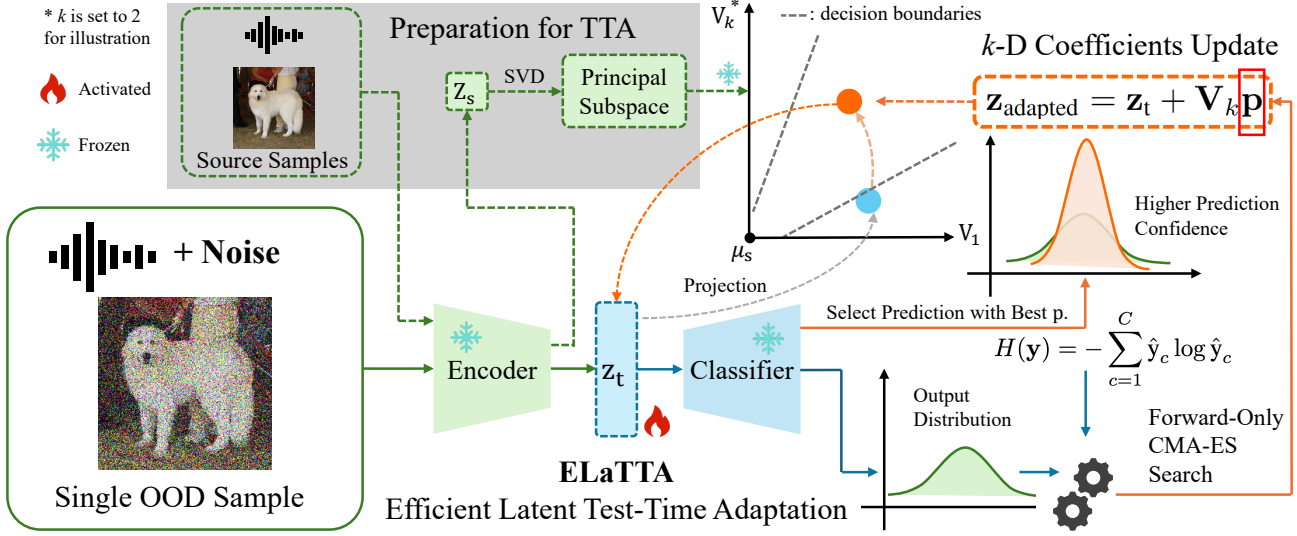 * k is set to 2
for illustration
Activated
Frozen
Preparation for TTA
Source Samples
Z_s
SVD
Principal
Subspace
V_k^*
: decision boundaries
μ_s
V_1
k-D Coefficients Update
z_adapted = z_t + V_k p
Higher Prediction
Confidence
+ Noise
Single OOD Sample
Encoder
z_t
Classifier
Projection
Select Prediction with Best p.
H(y) = − ∑_{c=1}^{C} ŷ_c log ŷ_c
Output
Distribution
Forward-Only
CMA-ES
Search
ELaTTA
Efficient Latent Test-Time Adaptation